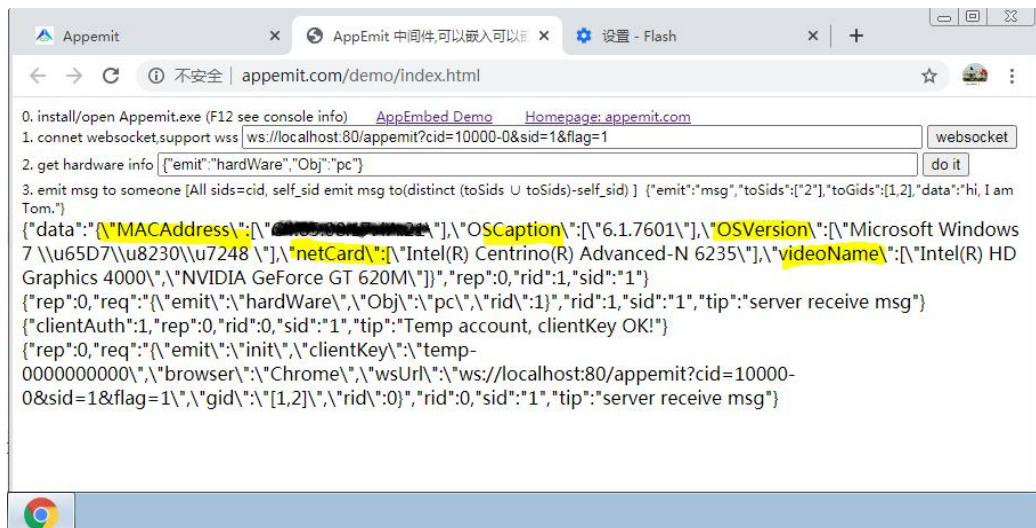 Appemit
AppEmit 中间件,可以嵌入可以
设置 - Flash
不安全 | appemit.com/demo/index.html
0. install/open Appemit.exe (F12 see console info) AppEmbed Demo Homepage: appemit.com
1. connet websocket,support wss ws://localhost:80/appemit?cid=10000-0&sid=1&flag=1 websocket
2. get hardware info {"emit":"hardWare","Obj":"pc"} do it
3. emit msg to someone [All sids=cid, self_sid emit msg to(distinct (toSids ∪ toSids)-self_sid) ] {"emit":"msg","toSids":["2"],"toGids":[1,2],"data":"hi, I am
Tom."}
{"data":"{\"MACAddress\":[\"\"],\"OSCaption\":[\"6.1.7601\"],\"OSVersion\":[\"Microsoft Windows
7 \\u65D7\\u8230\\u7248 \"],\"netCard\":[\"Intel(R) Centrino(R) Advanced-N 6235\"],\"videoName\":[\"Intel(R) HD
Graphics 4000\",\"NVIDIA GeForce GT 620M\"]}","rep":0,"rid":1,"sid":"1"}
{"rep":0,"req":"{\"emit\":\"hardWare\",\"Obj\":\"pc\",\"rid\":1}","rid":1,"sid":"1","tip":"server receive msg"}
{"clientAuth":1,"rep":0,"rid":0,"sid":"1","tip":"Temp account, clientKey OK!"}
{"rep":0,"req":"{\"emit\":\"init\",\"clientKey\":\"temp-
0000000000\",\"browser\":\"Chrome\",\"wsUrl\":\"ws://localhost:80/appemit?cid=10000-
0&sid=1&flag=1\",\"gid\":\"[1,2]\",\"rid\":0}","rid":0,"sid":"1","tip":"server receive msg"}